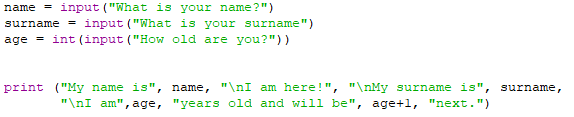 name = input("What is your name?")
surname = input("What is your surname")
age = int(input("How old are you?"))
print ("My name is", name, "\nI am here!", "\nMy surname is", surname,
"\nI am",age, "years old and will be", age+1, "next.")